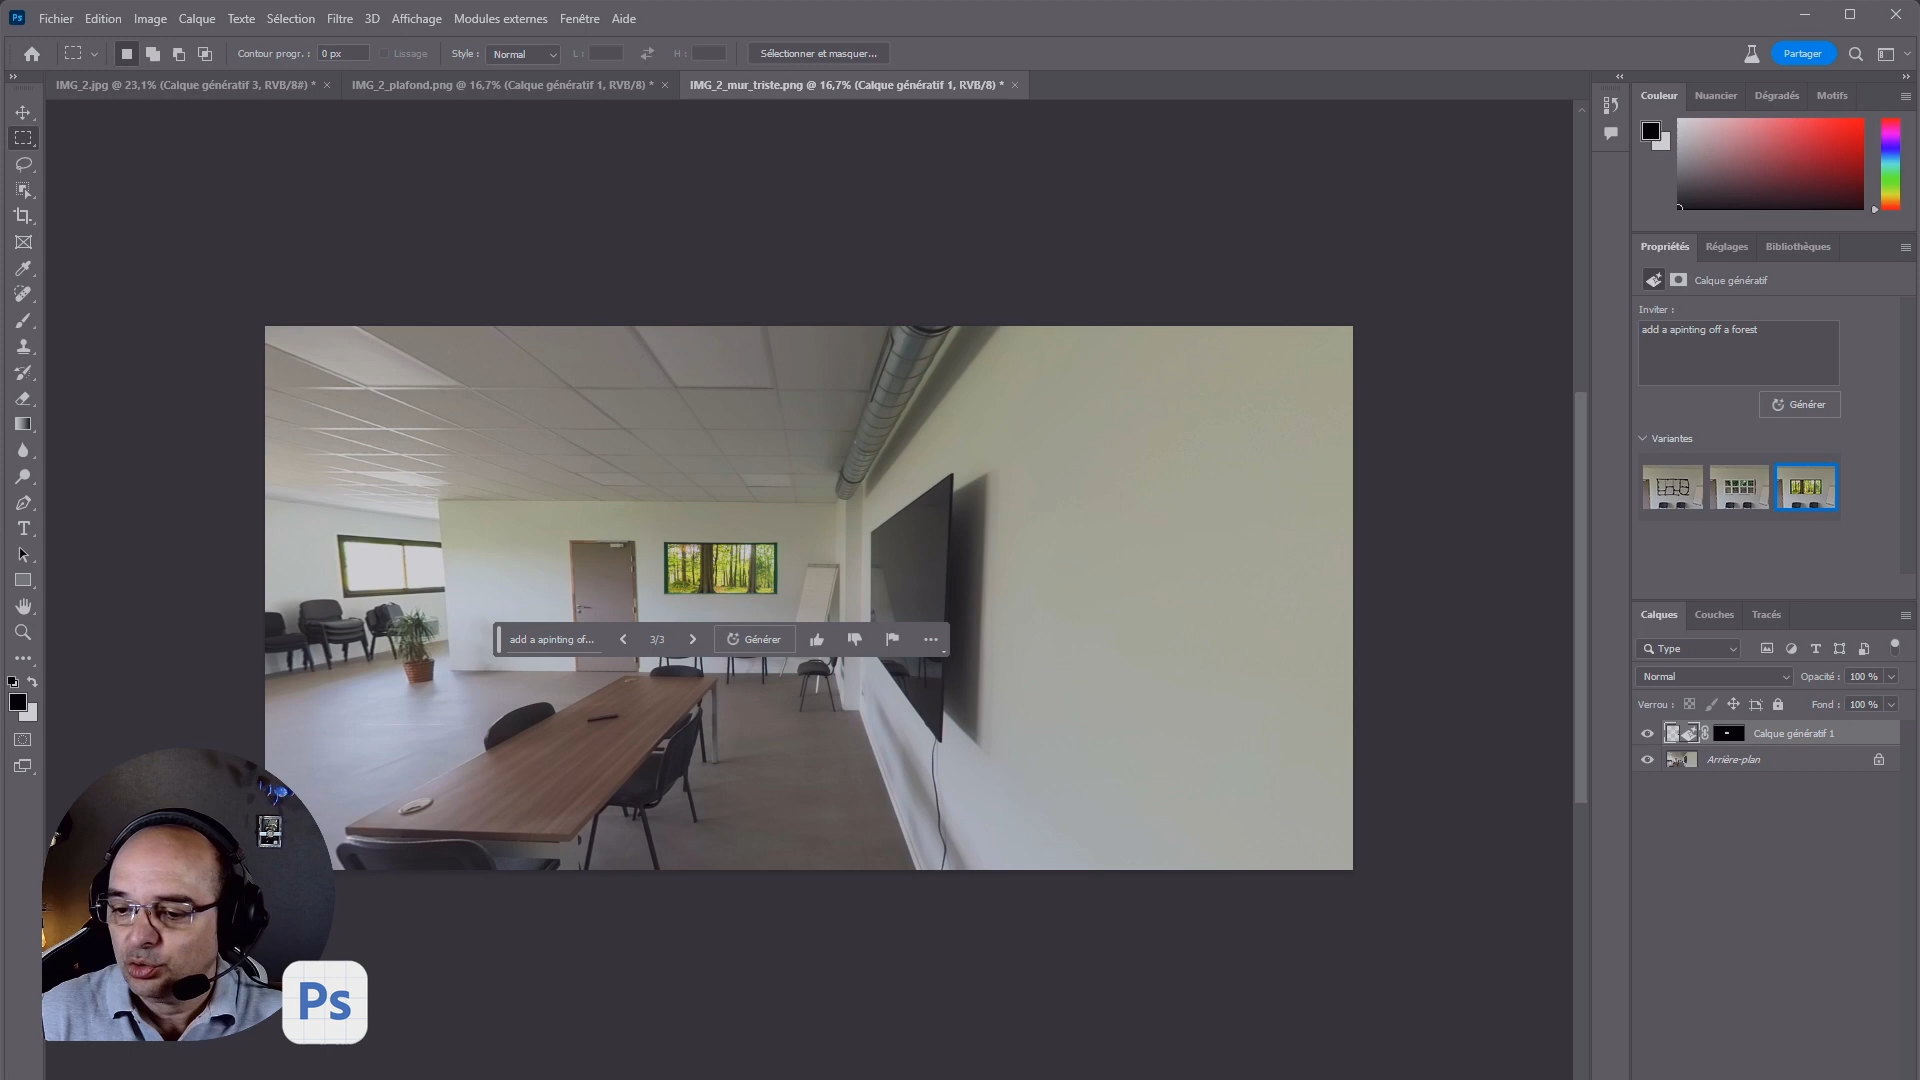 Ps Fichier Edition Image Calque Texte Sélection Filtre 3D Affichage Modules externes Fenêtre Aide
Contour progr. : 0 px Lissage Style : Normal L : H : Sélectionner et masquer... Partager
IMG_2.jpg @ 23,1% (Calque génératif 3, RVB/8#) * × IMG_2_plafond.png @ 16,7% (Calque génératif 1, RVB/8) * × IMG_2_mur_triste.png @ 16,7% (Calque génératif 1, RVB/8) * ×
Couleur Nuancier Dégradés Motifs
Propriétés Réglages Bibliothèques
Calque génératif
Inviter :
add a apinting off a forest
Générer
Variantes
add a apinting of... 3/3 Générer
Calques Couches Tracés
Type
Normal Opacité : 100 %
Verrou : Fond : 100 %
Calque génératif 1
Arrière-plan
Ps